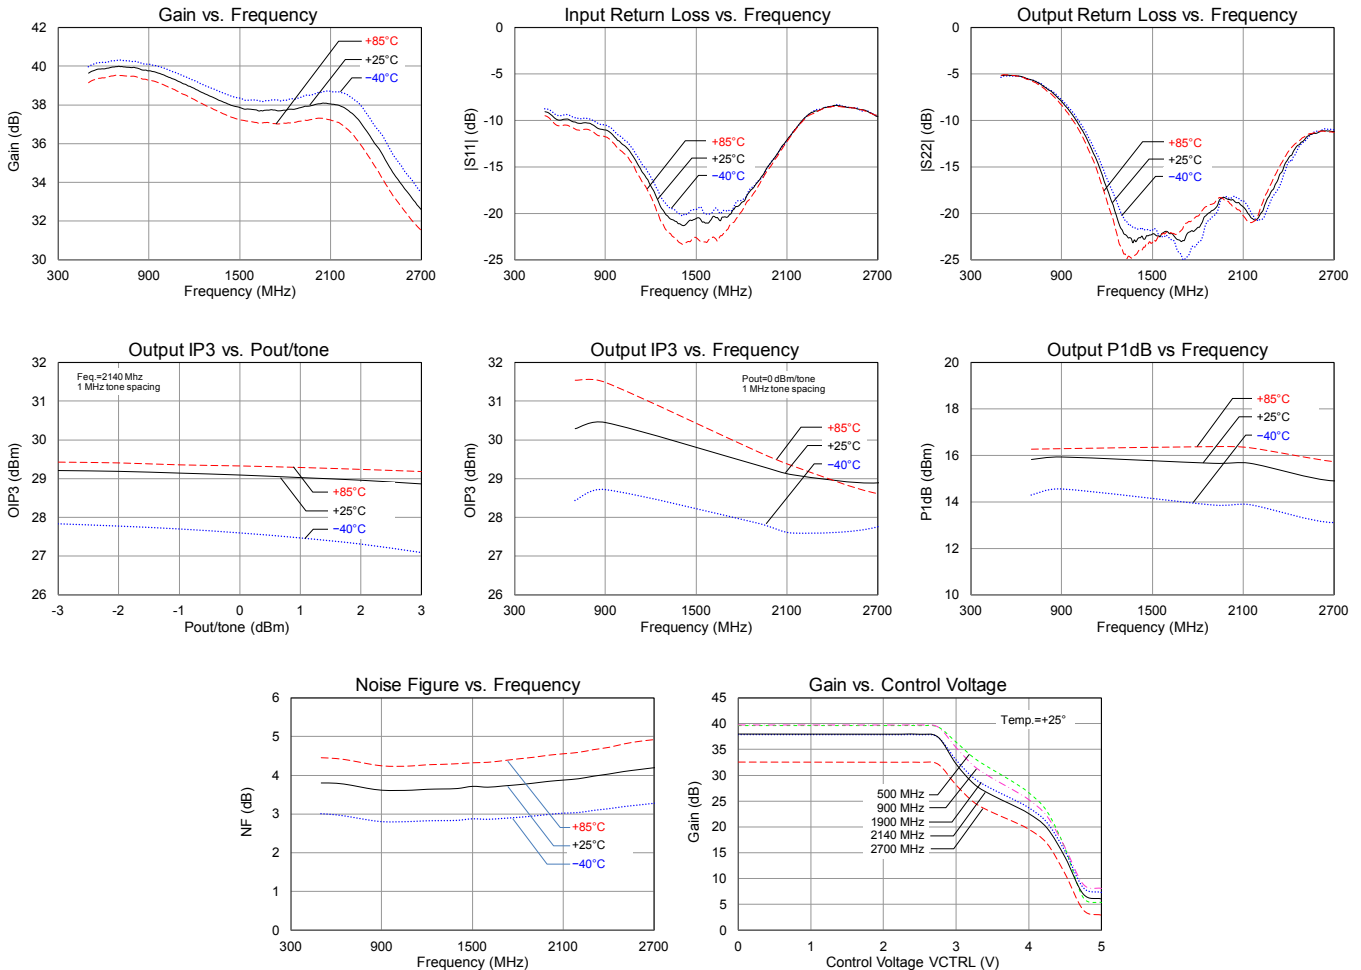 Gain vs. Frequency
42
40
38
36
34
32
30
Gain (dB)
+85°C
+25°C
−40°C
300 900 1500 2100 2700
Frequency (MHz)
Input Return Loss vs. Frequency
0
-5
-10
-15
-20
-25
|S11| (dB)
+85°C
+25°C
−40°C
300 900 1500 2100 2700
Frequency (MHz)
Output Return Loss vs. Frequency
0
-5
-10
-15
-20
-25
|S22| (dB)
+85°C
+25°C
−40°C
300 900 1500 2100 2700
Frequency (MHz)
Output IP3 vs. Pout/tone
32
31
30
29
28
27
26
OIP3 (dBm)
Feq.=2140 Mhz
1 MHz tone spacing
+85°C
+25°C
−40°C
-3 -2 -1 0 1 2 3
Pout/tone (dBm)
Output IP3 vs. Frequency
32
31
30
29
28
27
26
OIP3 (dBm)
Pout=0 dBm/tone
1 MHz tone spacing
+85°C
+25°C
−40°C
300 900 1500 2100 2700
Frequency (MHz)
Output P1dB vs Frequency
20
18
16
14
12
10
P1dB (dBm)
+85°C
+25°C
−40°C
300 900 1500 2100 2700
Frequency (MHz)
Noise Figure vs. Frequency
6
5
4
3
2
1
0
NF (dB)
+85°C
+25°C
−40°C
300 900 1500 2100 2700
Frequency (MHz)
Gain vs. Control Voltage
45
40
35
30
25
20
15
10
5
0
Gain (dB)
Temp.=+25°
500 MHz
900 MHz
1900 MHz
2140 MHz
2700 MHz
0 1 2 3 4 5
Control Voltage VCTRL (V)